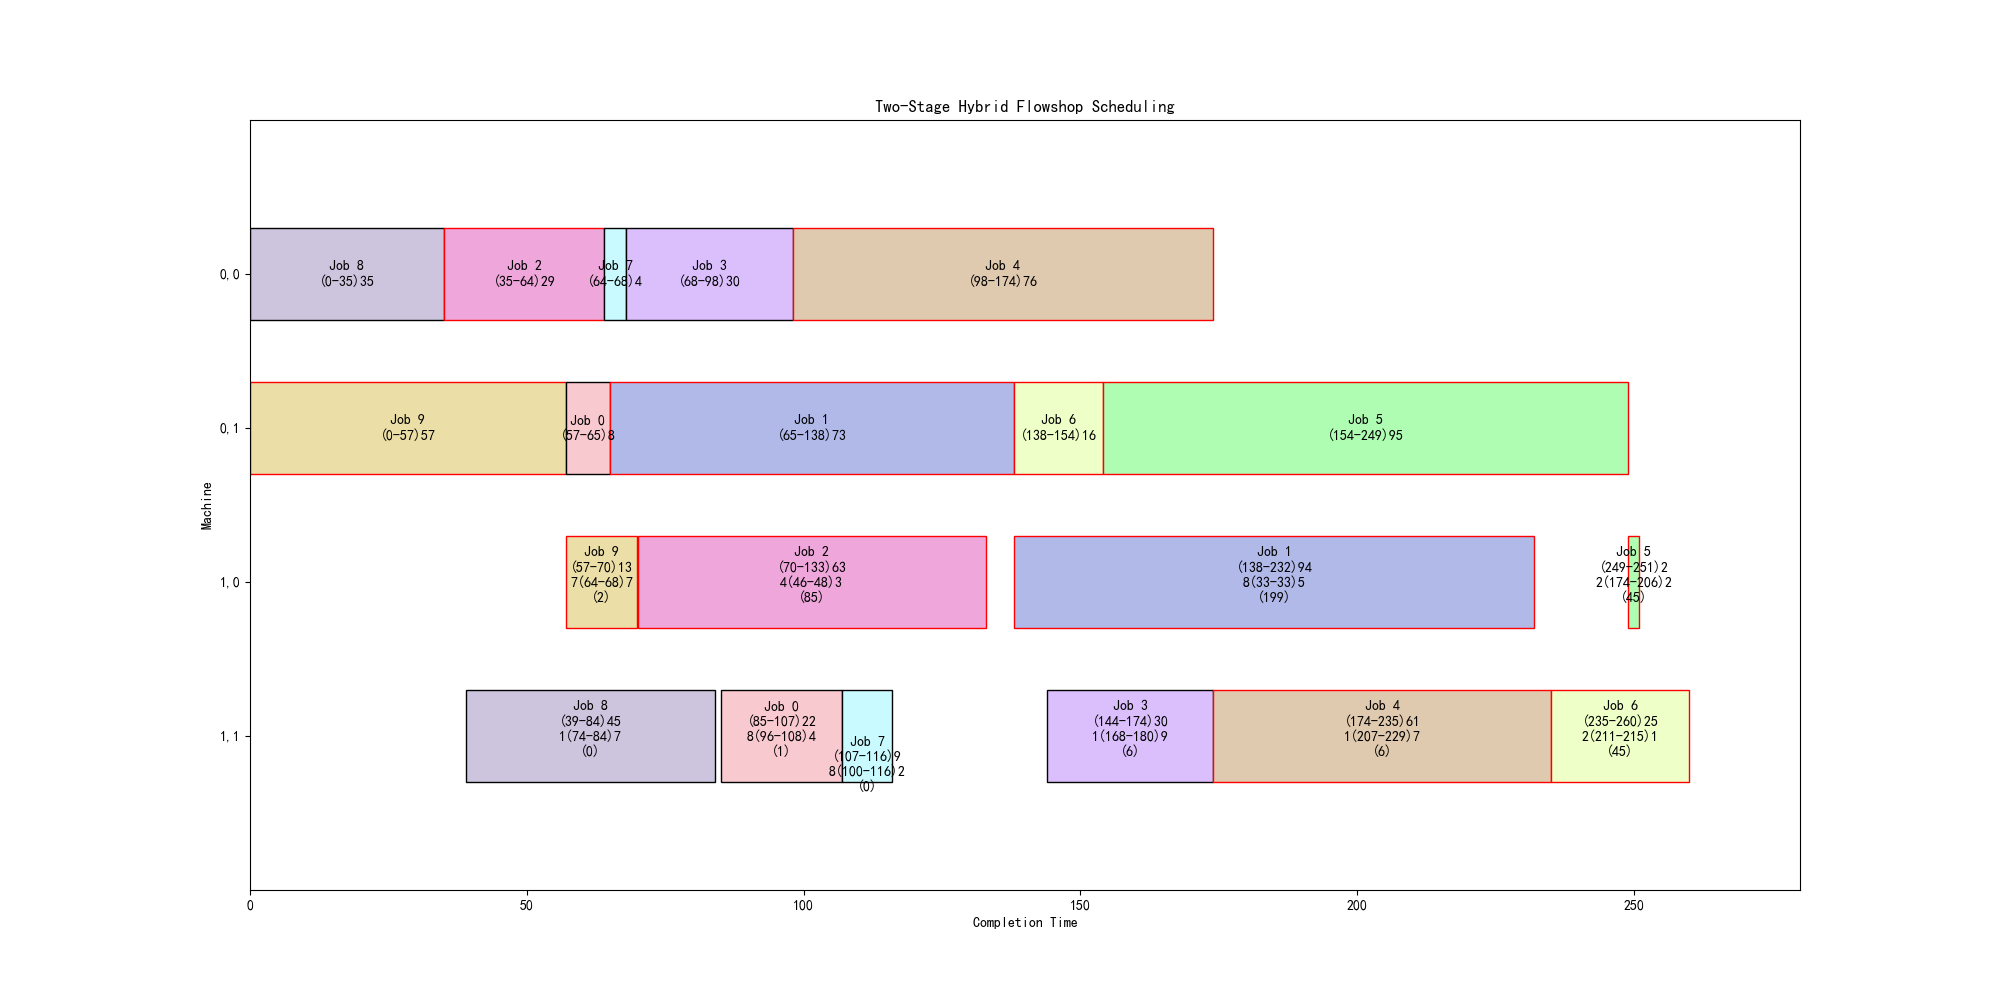 Two-Stage Hybrid Flowshop Scheduling
0,0
Job 8
(0-35)35
Job 2
(35-64)29
Job 7
(64-68)4
Job 3
(68-98)30
Job 4
(98-174)76
0,1
Job 9
(0-57)57
Job 0
(57-65)8
Job 1
(65-138)73
Job 6
(138-154)16
Job 5
(154-249)95
Machine
1,0
Job 9
(57-70)13
7(64-68)7
(2)
Job 2
(70-133)63
4(46-48)3
(85)
Job 1
(138-232)94
8(33-33)5
(199)
Job 5
(249-251)2
2(174-206)2
(45)
1,1
Job 8
(39-84)45
1(74-84)7
(0)
Job 0
(85-107)22
8(96-108)4
(1)
Job 7
(107-116)9
8(100-116)2
(0)
Job 3
(144-174)30
1(168-180)9
(6)
Job 4
(174-235)61
1(207-229)7
(6)
Job 6
(235-260)25
2(211-215)1
(45)
0
50
100
150
200
250
Completion Time